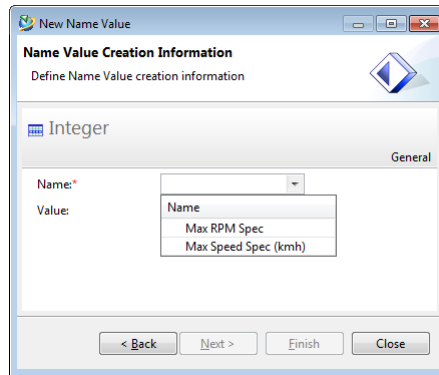 New Name Value
Name Value Creation Information
Define Name Value creation information
Integer
General
Name:*
Value:
Name
Max RPM Spec
Max Speed Spec (kmh)
< Back
Next >
Finish
Close